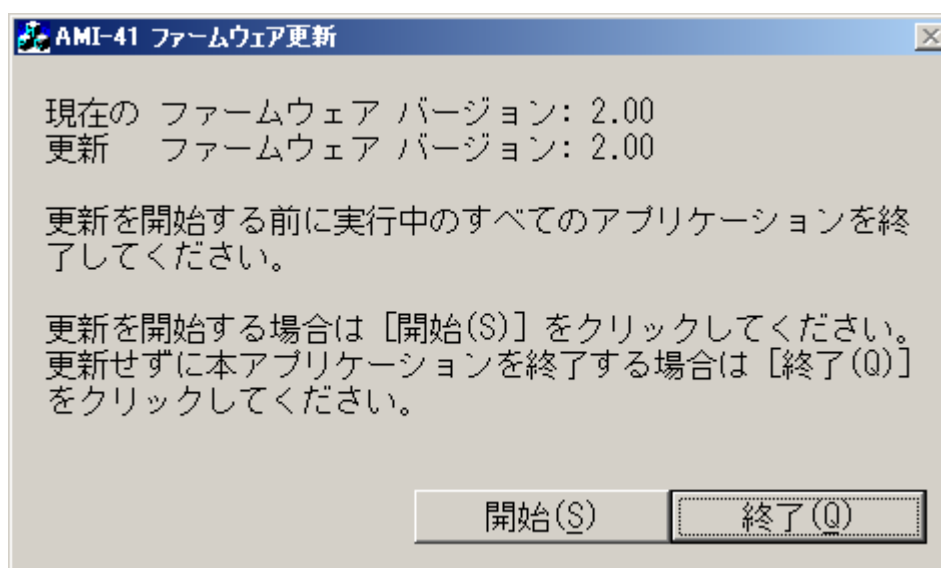 AMI-41 ファームウェア更新
現在の ファームウェア バージョン: 2.00
更新 ファームウェア バージョン: 2.00
更新を開始する前に実行中のすべてのアプリケーションを終
了してください。
更新を開始する場合は [開始(S)] をクリックしてください。
更新せずに本アプリケーションを終了する場合は [終了(Q)]
をクリックしてください。
開始(S)
終了(Q)